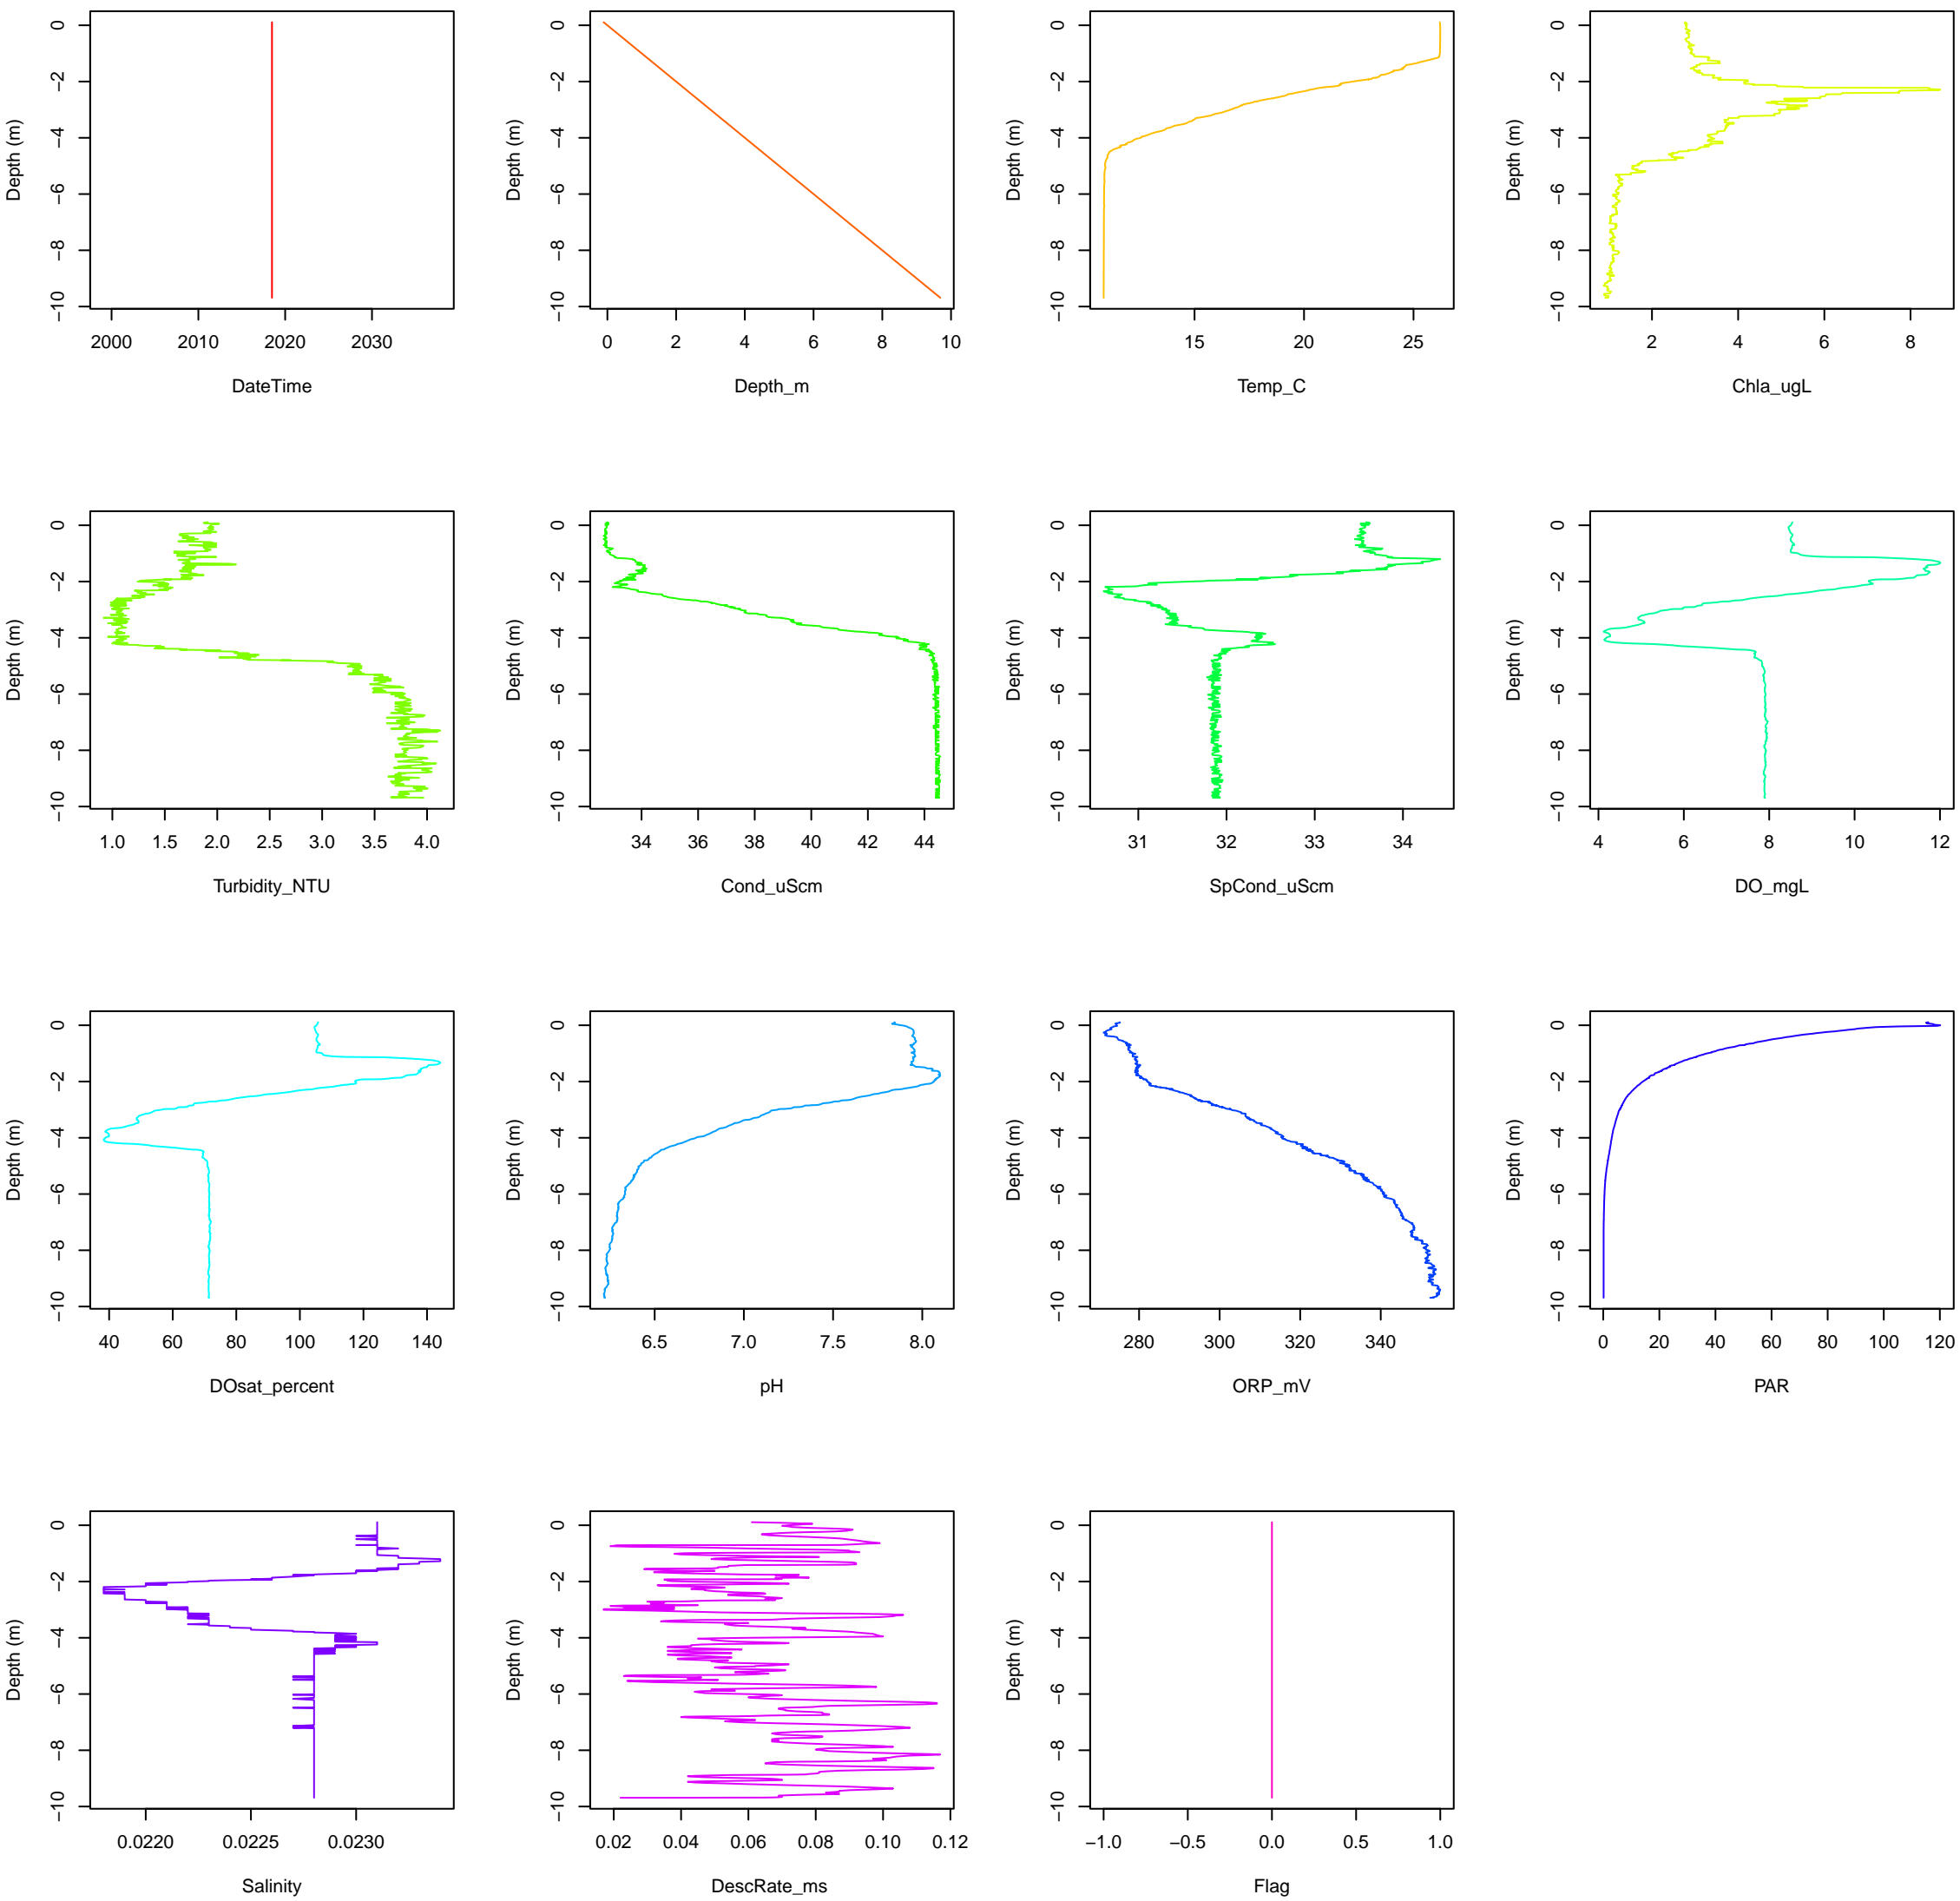 Depth (m)
0
−2
−4
−6
−8
−10
2000 2010 2020 2030
DateTime
Depth (m)
0
−2
−4
−6
−8
−10
0 2 4 6 8 10
Depth_m
Depth (m)
0
−2
−4
−6
−8
−10
15 20 25
Temp_C
Depth (m)
0
−2
−4
−6
−8
−10
2 4 6 8
Chla_ugL
Depth (m)
0
−2
−4
−6
−8
−10
1.0 1.5 2.0 2.5 3.0 3.5 4.0
Turbidity_NTU
Depth (m)
0
−2
−4
−6
−8
−10
34 36 38 40 42 44
Cond_uScm
Depth (m)
0
−2
−4
−6
−8
−10
31 32 33 34
SpCond_uScm
Depth (m)
0
−2
−4
−6
−8
−10
4 6 8 10 12
DO_mgL
Depth (m)
0
−2
−4
−6
−8
−10
40 60 80 100 120 140
DOsat_percent
Depth (m)
0
−2
−4
−6
−8
−10
6.5 7.0 7.5 8.0
pH
Depth (m)
0
−2
−4
−6
−8
−10
280 300 320 340
ORP_mV
Depth (m)
0
−2
−4
−6
−8
−10
0 20 40 60 80 100 120
PAR
Depth (m)
0
−2
−4
−6
−8
−10
0.0220 0.0225 0.0230
Salinity
Depth (m)
0
−2
−4
−6
−8
−10
0.02 0.04 0.06 0.08 0.10 0.12
DescRate_ms
Depth (m)
0
−2
−4
−6
−8
−10
−1.0 −0.5 0.0 0.5 1.0
Flag